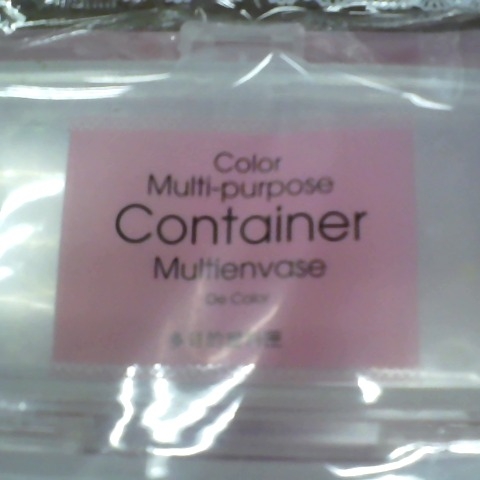 Color
Multi-purpose
Container
Multienvase
De Color